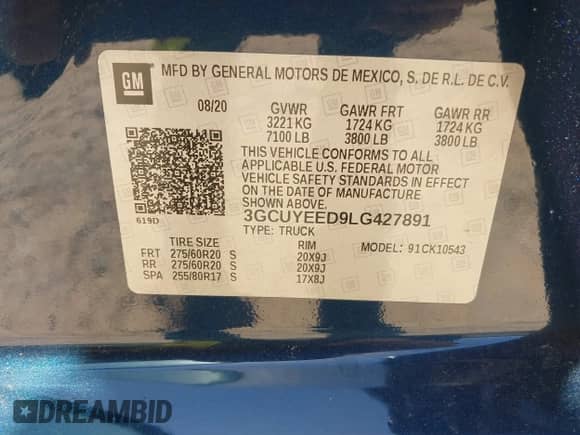 GM
MFD BY GENERAL MOTORS DE MEXICO, S. DE R.L. DE C.V.
08/20 GVWR GAWR FRT GAWR RR
3221 KG 1724 KG 1724 KG
7100 LB 3800 LB 3800 LB
THIS VEHICLE CONFORMS TO ALL
APPLICABLE U.S. FEDERAL MOTOR
VEHICLE SAFETY STANDARDS IN EFFECT
ON THE DATE OF MANUFACTURE
SHOWN ABOVE.
619D
3GCUYEED9LG427891
TYPE: TRUCK
TIRE SIZE RIM MODEL: 91CK10543
FRT 275/60R20 S 20X9J
RR 275/60R20 S 20X9J
SPA 255/80R17 S 17X8J
DREAMBID